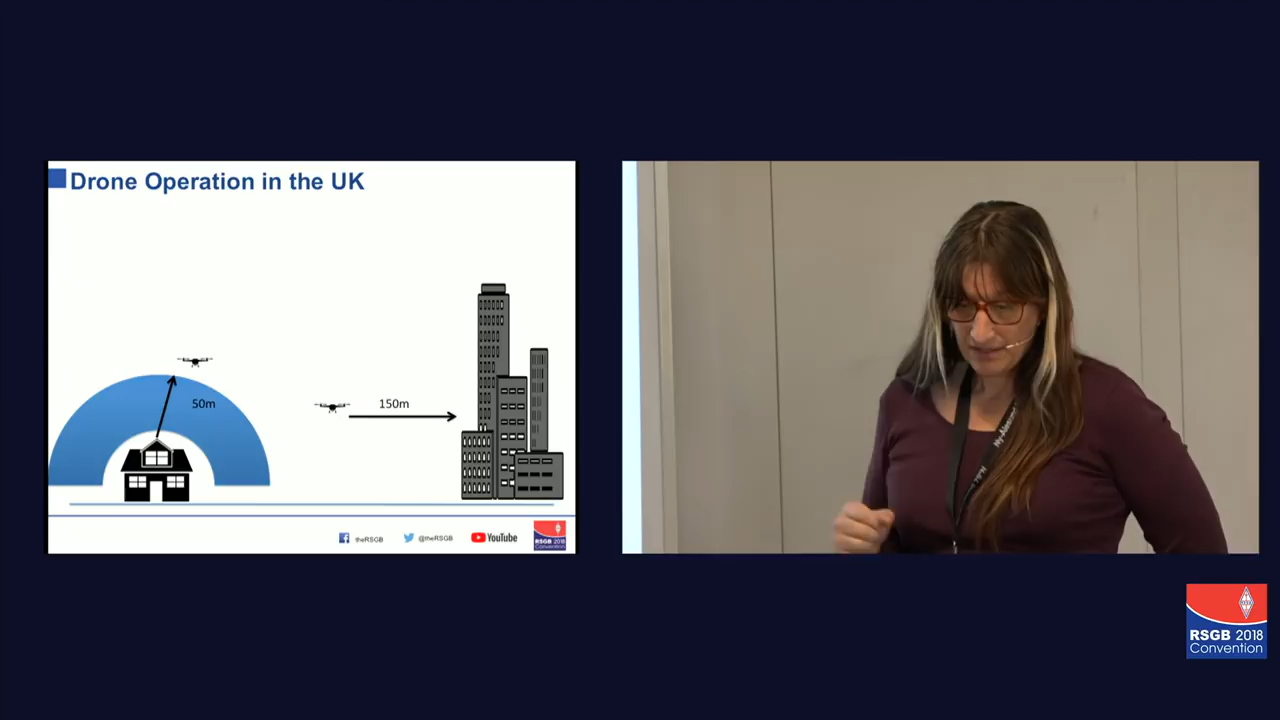 Drone Operation in the UK
50m
150m
theRSGB
@theRSGB
YouTube
RSGB 2018
Convention
RSGB 2018
Convention